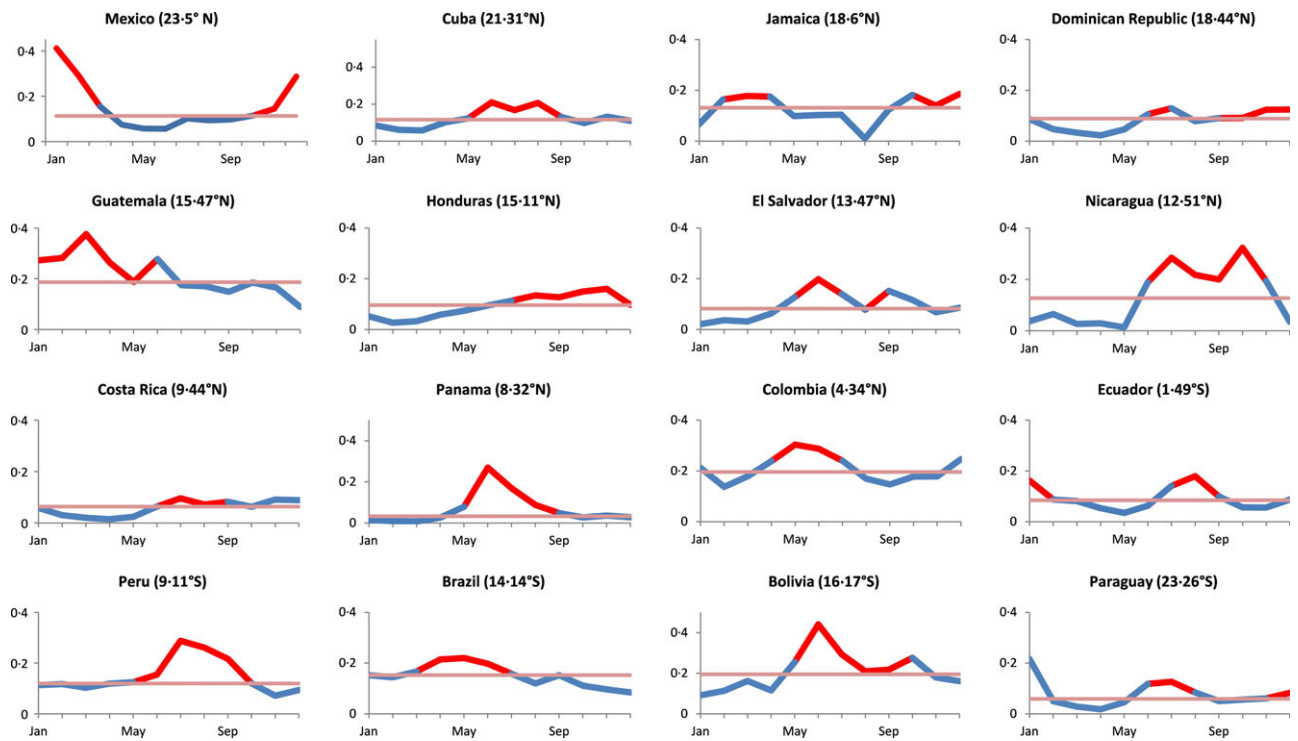 Mexico (23·5° N)
0·4
0·2
0
Jan May Sep
Cuba (21·31°N)
0·4
0·2
0
Jan May Sep
Jamaica (18·6°N)
0·4
0·2
0
Jan May Sep
Dominican Republic (18·44°N)
0·4
0·2
0
Jan May Sep
Guatemala (15·47°N)
0·4
0·2
0
Jan May Sep
Honduras (15·11°N)
0·4
0·2
0
Jan May Sep
El Salvador (13·47°N)
0·4
0·2
0
Jan May Sep
Nicaragua (12·51°N)
0·4
0·2
0
Jan May Sep
Costa Rica (9·44°N)
0·4
0·2
0
Jan May Sep
Panama (8·32°N)
0·4
0·2
0
Jan May Sep
Colombia (4·34°N)
0·4
0·2
0
Jan May Sep
Ecuador (1·49°S)
0·4
0·2
0
Jan May Sep
Peru (9·11°S)
0·4
0·2
0
Jan May Sep
Brazil (14·14°S)
0·4
0·2
0
Jan May Sep
Bolivia (16·17°S)
0·4
0·2
0
Jan May Sep
Paraguay (23·26°S)
0·4
0·2
0
Jan May Sep